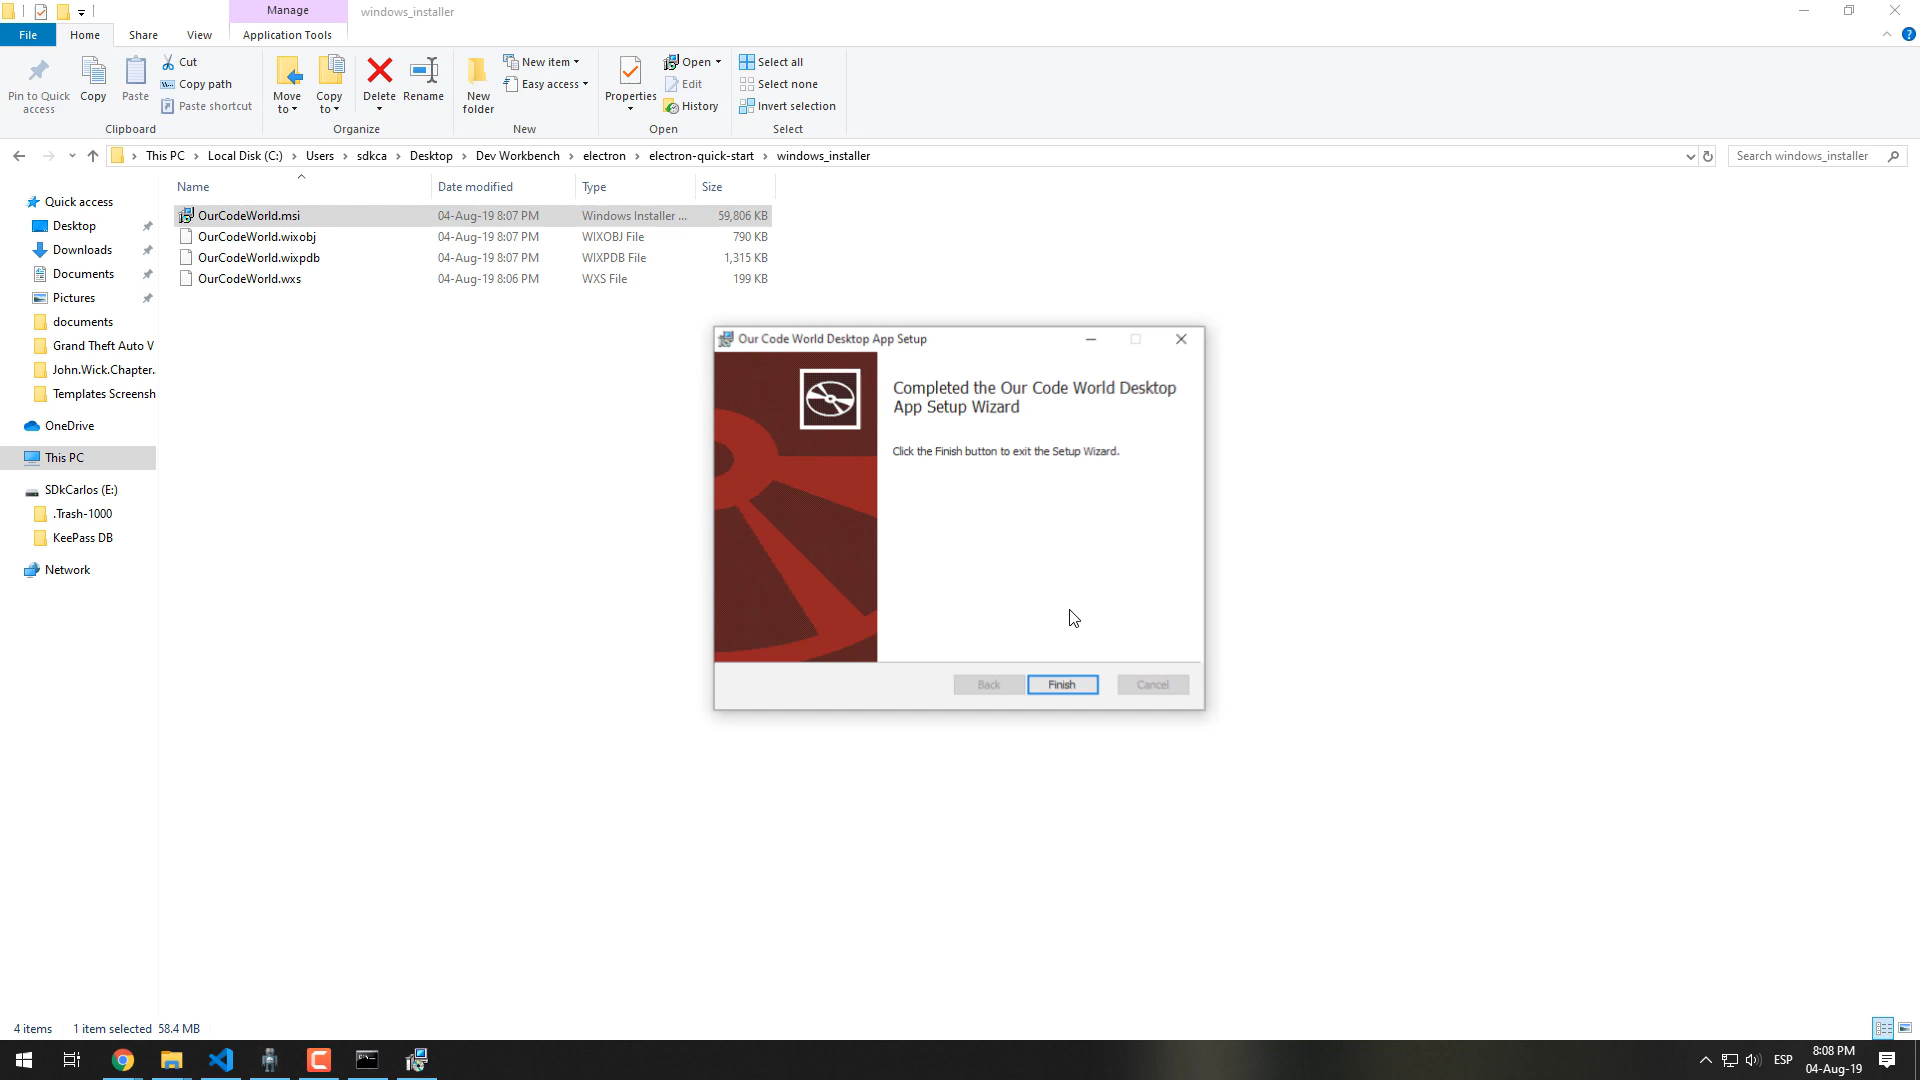 Manage
windows_installer
File
Home
Share
View
Application Tools
Pin to Quick
access
Copy
Paste
Cut
Copy path
Paste shortcut
Clipboard
Move
to
Copy
to
Delete
Rename
Organize
New
folder
New item
Easy access
New
Properties
Open
Edit
History
Open
Select all
Select none
Invert selection
Select
This PC
Local Disk (C:)
Users
sdkca
Desktop
Dev Workbench
electron
electron-quick-start
windows_installer
Search windows_installer
Name
Date modified
Type
Size
OurCodeWorld.msi
04-Aug-19 8:07 PM
Windows Installer ...
59,806 KB
OurCodeWorld.wixobj
04-Aug-19 8:07 PM
WIXOBJ File
790 KB
OurCodeWorld.wixpdb
04-Aug-19 8:07 PM
WIXPDB File
1,315 KB
OurCodeWorld.wxs
04-Aug-19 8:06 PM
WXS File
199 KB
Quick access
Desktop
Downloads
Documents
Pictures
documents
Grand Theft Auto V
John.Wick.Chapter.
Templates Screensh
OneDrive
This PC
SDkCarlos (E:)
.Trash-1000
KeePass DB
Network
Our Code World Desktop App Setup
Completed the Our Code World Desktop
App Setup Wizard
Click the Finish button to exit the Setup Wizard.
Back
Finish
Cancel
4 items
1 item selected
58.4 MB
ESP
8:08 PM
04-Aug-19